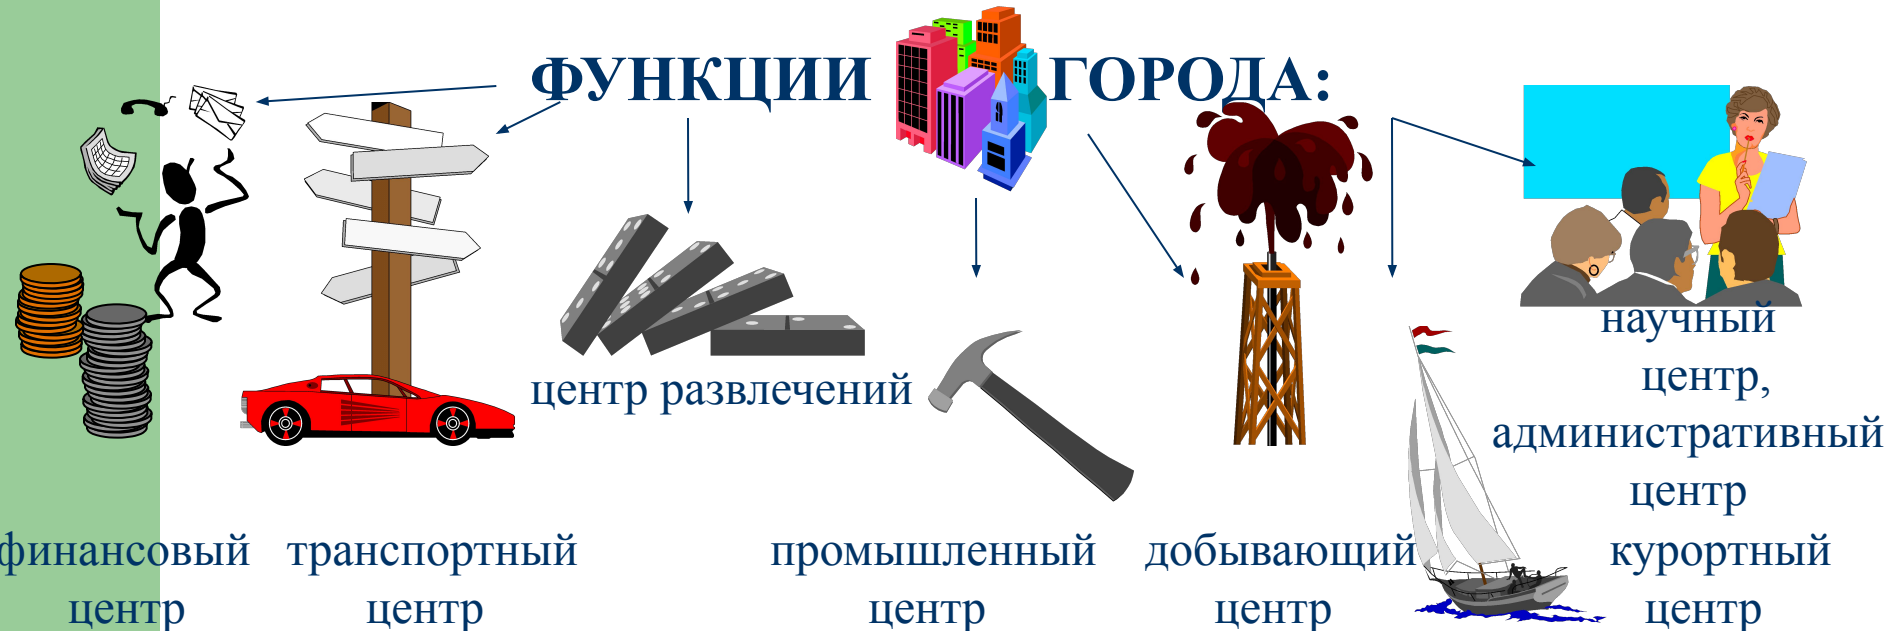 ФУНКЦИИ ГОРОДА:
центр развлечений
научный
центр,
административный
центр
финансовый
центр
транспортный
центр
промышленный
центр
добывающий
центр
курортный
центр